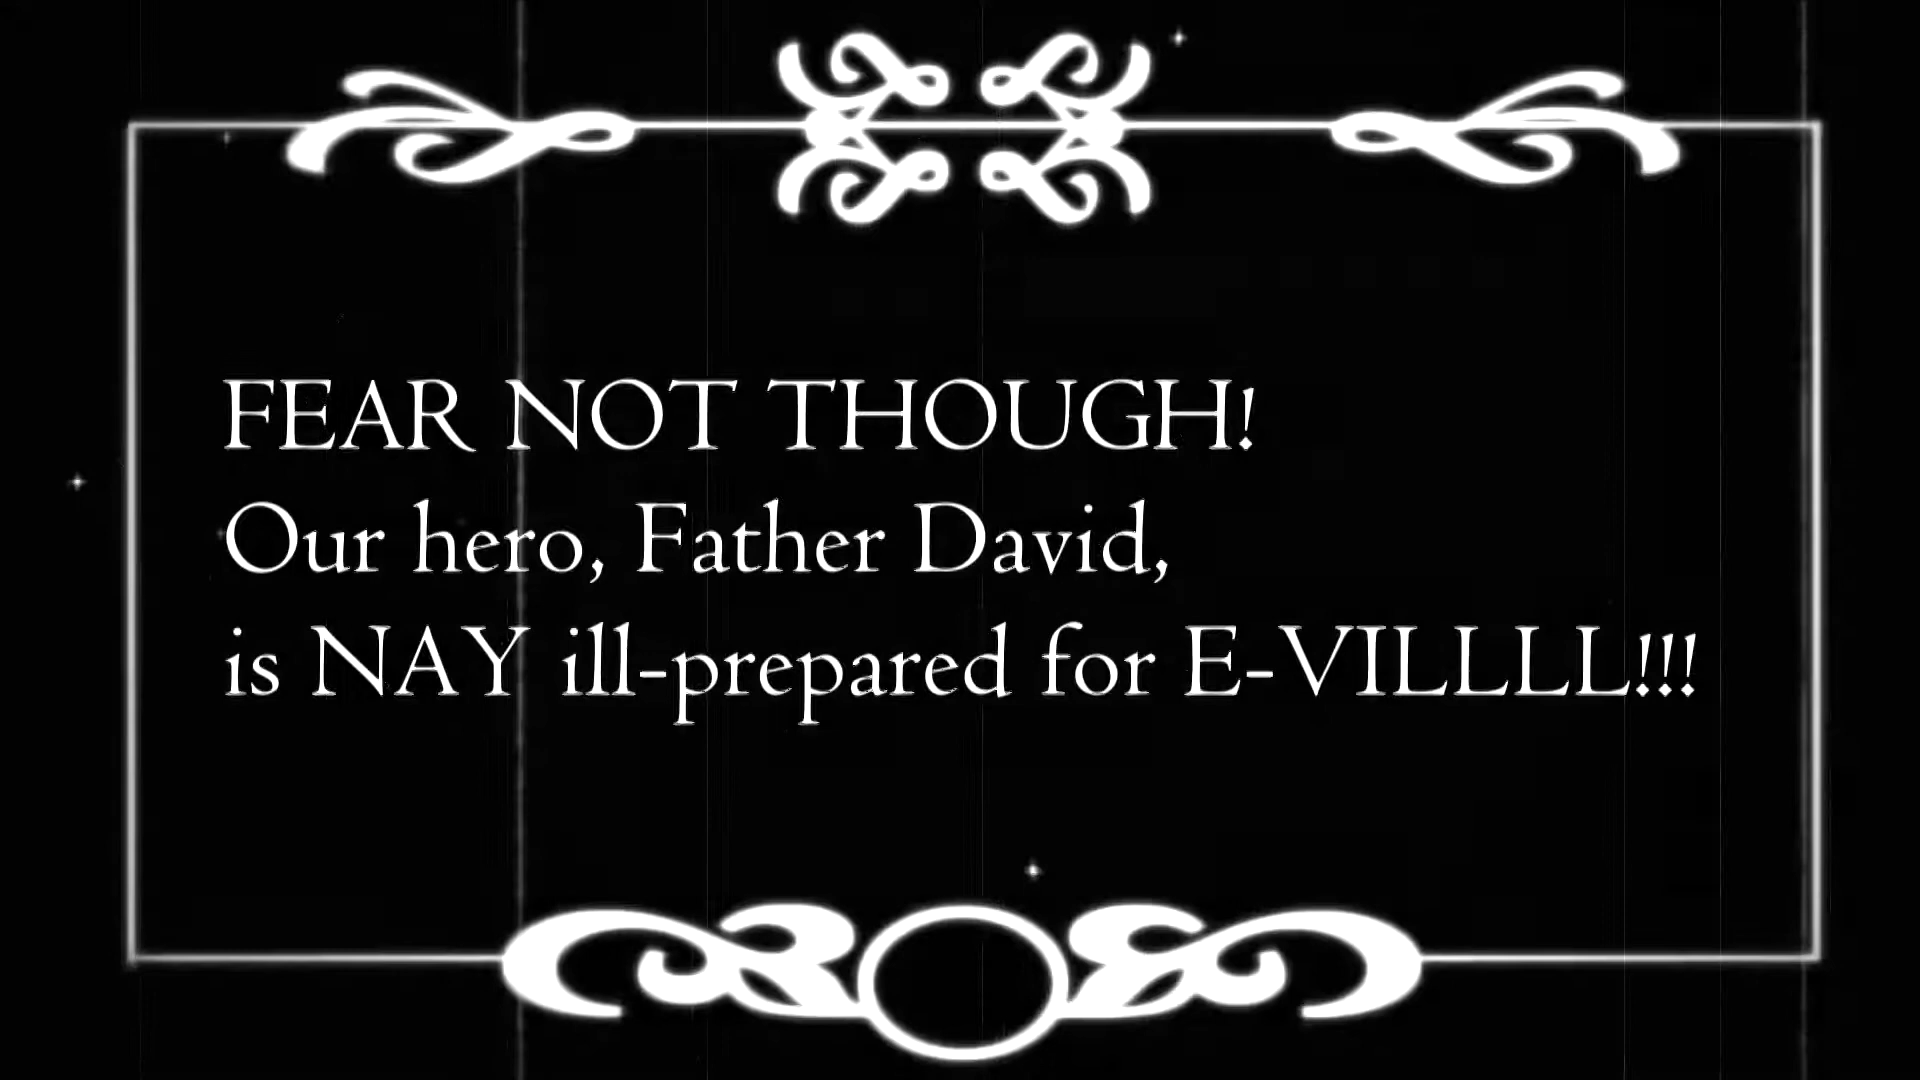 FEAR NOT THOUGH!
Our hero, Father David,
is NAY ill-prepared for E-VILLLL!!!